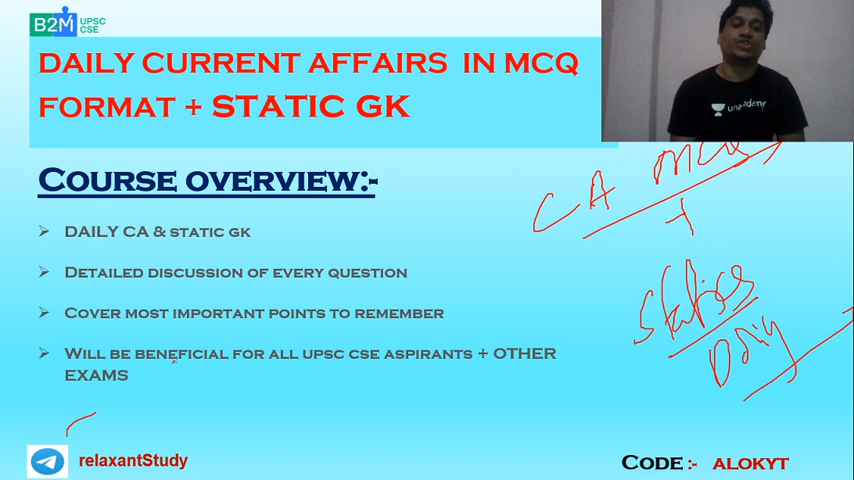 B2M UPSC
CSE
DAILY CURRENT AFFAIRS IN MCQ
FORMAT + STATIC GK
unacademy
COURSE OVERVIEW:-
CA MCQ
+
DAILY CA & STATIC GK
DETAILED DISCUSSION OF EVERY QUESTION
COVER MOST IMPORTANT POINTS TO REMEMBER
WILL BE BENEFICIAL FOR ALL UPSC CSE ASPIRANTS + OTHER
EXAMS
relaxantStudy
CODE :- ALOKYT